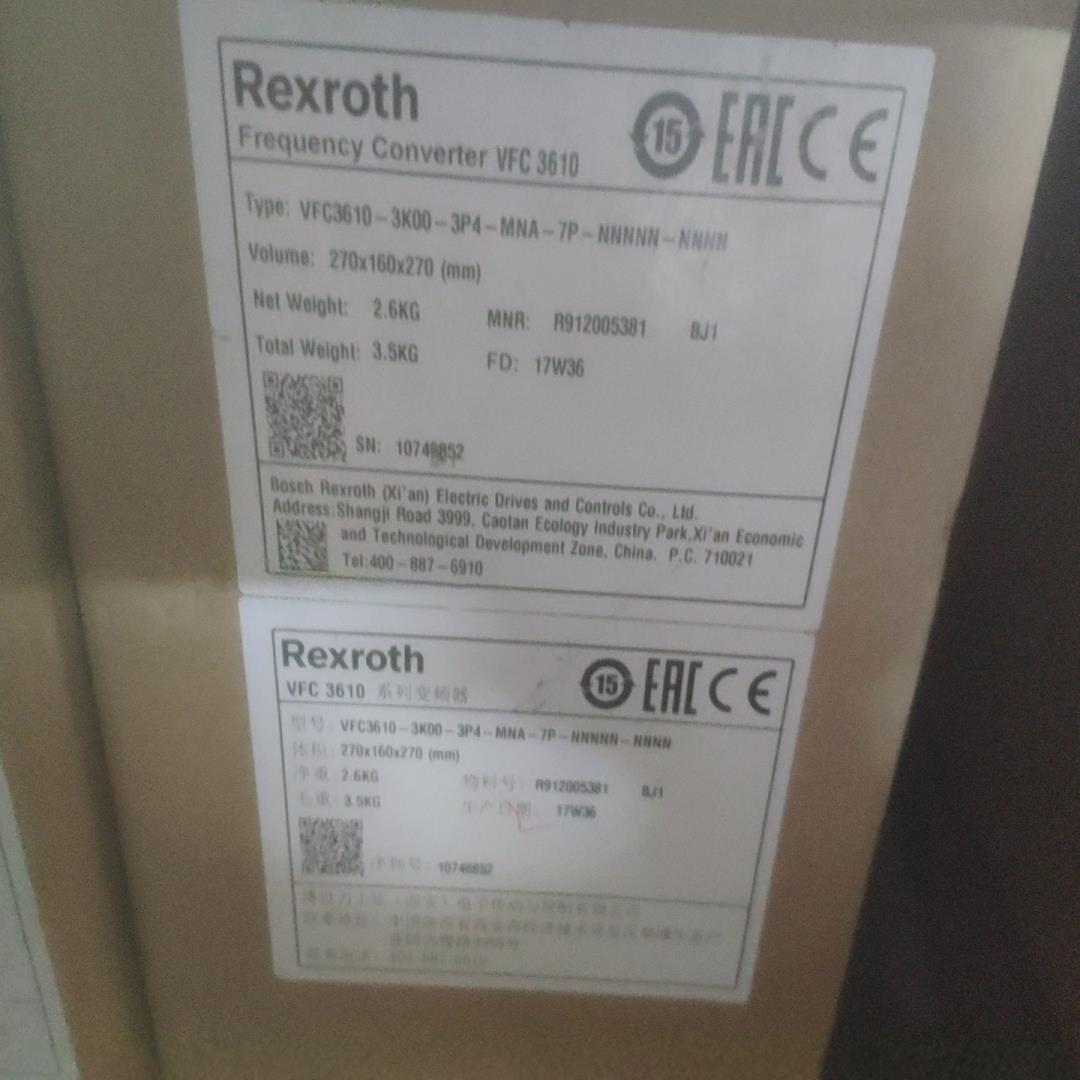 Rexroth
Frequency Converter VFC 3610
15 EAC CE
Type: VFC3610-3K00-3P4-MNA-7P-NNNNN-NNNN
Volume: 270x160x270 (mm)
Net Weight: 2.6KG MNR: R912005381 BJ1
Total Weight: 3.5KG FD: 17W36
SN: 10748852
Bosch Rexroth (Xi'an) Electric Drives and Controls Co., Ltd.
Address:Shangji Road 3999, Caotan Ecology Industry Park,Xi'an Economic
and Technological Development Zone, China. P.C. 710021
Tel:400-887-6910
Rexroth
VFC 3610 系列变频器
15 EAC CE
型号: VFC3610-3K00-3P4-MNA-7P-NNNNN-NNNN
体积: 270x160x270 (mm)
净重: 2.6KG 物料号: R912005381 BJ1
毛重: 3.5KG 生产日期: 17W36
序列号: 10748852